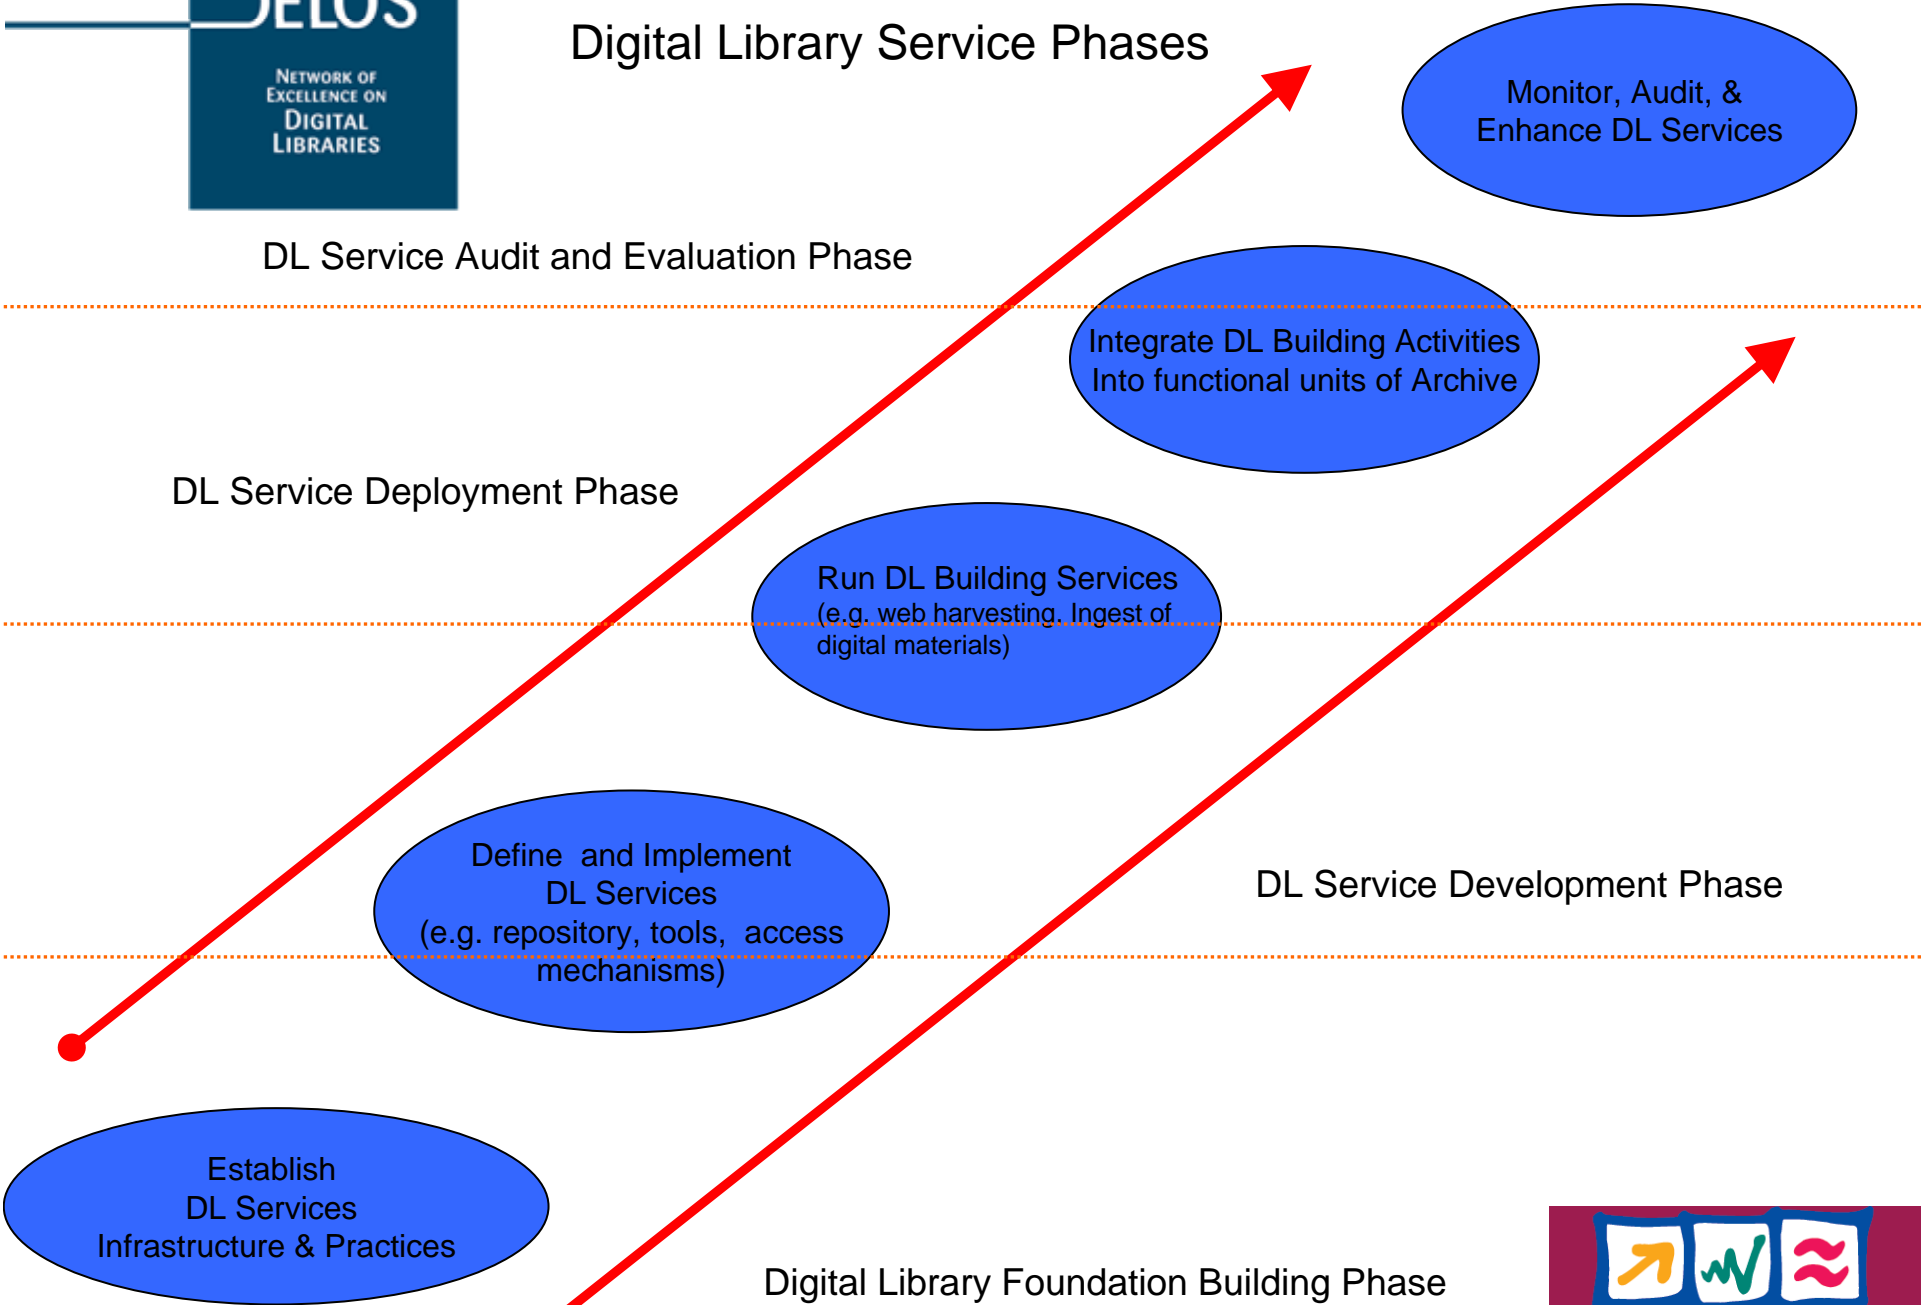 DELOS
Digital Library Service Phases
NETWORK OF
EXCELLENCE ON
DIGITAL
LIBRARIES
Monitor, Audit, &
Enhance DL Services
DL Service Audit and Evaluation Phase
Integrate DL Building Activities
Into functional units of Archive
DL Service Deployment Phase
Run DL Building Services
(e.g. web harvesting. Ingest of
digital materials)
Define and Implement
DL Services
(e.g. repository, tools, access
mechanisms)
DL Service Development Phase
Establish
DL Services
Infrastructure & Practices
Digital Library Foundation Building Phase